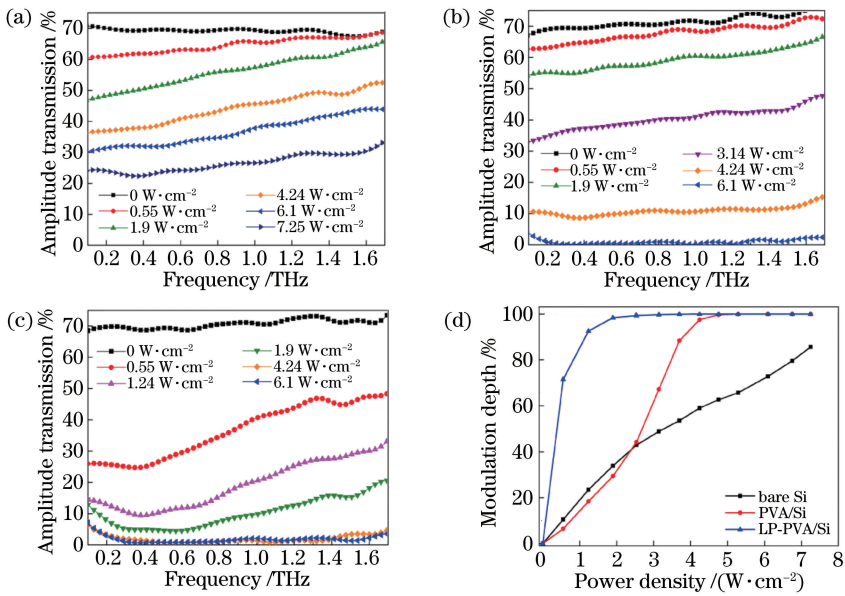 (a)
Amplitude transmission /%
70
60
50
40
30
20
10
0
0 W·cm⁻²
0.55 W·cm⁻²
1.9 W·cm⁻²
4.24 W·cm⁻²
6.1 W·cm⁻²
7.25 W·cm⁻²
0.2 0.4 0.6 0.8 1.0 1.2 1.4 1.6
Frequency /THz
(b)
Amplitude transmission /%
70
60
50
40
30
20
10
0
0 W·cm⁻²
0.55 W·cm⁻²
1.9 W·cm⁻²
3.14 W·cm⁻²
4.24 W·cm⁻²
6.1 W·cm⁻²
0.2 0.4 0.6 0.8 1.0 1.2 1.4 1.6
Frequency /THz
(c)
Amplitude transmission /%
70
60
50
40
30
20
10
0
0 W·cm⁻²
0.55 W·cm⁻²
1.24 W·cm⁻²
1.9 W·cm⁻²
4.24 W·cm⁻²
6.1 W·cm⁻²
0.2 0.4 0.6 0.8 1.0 1.2 1.4 1.6
Frequency /THz
(d)
Modulation depth /%
100
80
60
40
20
0
bare Si
PVA/Si
LP-PVA/Si
0 1 2 3 4 5 6 7 8
Power density /(W·cm⁻²)